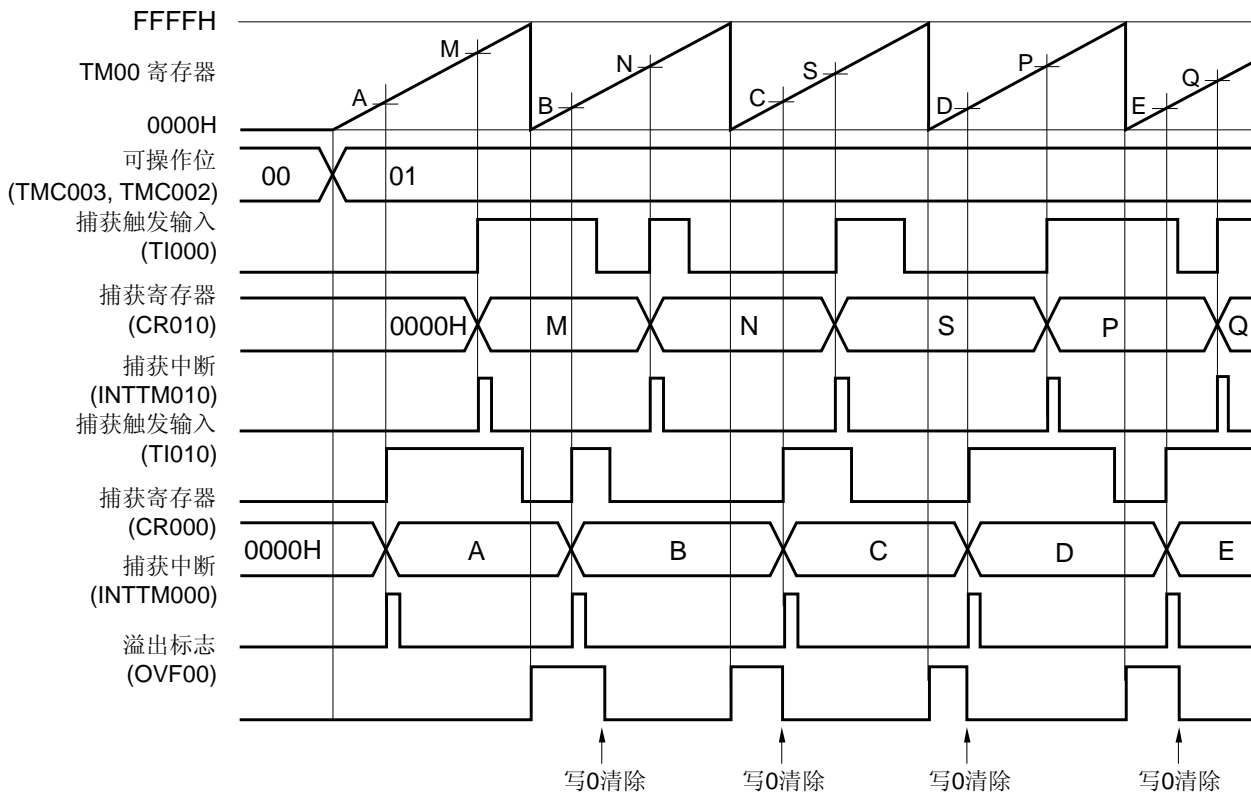 FFFFH
TM00 寄存器
0000H
A M B N C S D P E Q
可操作位
(TMC003, TMC002)
00 01
捕获触发输入
(TI000)
捕获寄存器
(CR010)
0000H M N S P Q
捕获中断
(INTTM010)
捕获触发输入
(TI010)
捕获寄存器
(CR000)
0000H A B C D E
捕获中断
(INTTM000)
溢出标志
(OVF00)
写0清除 写0清除 写0清除 写0清除